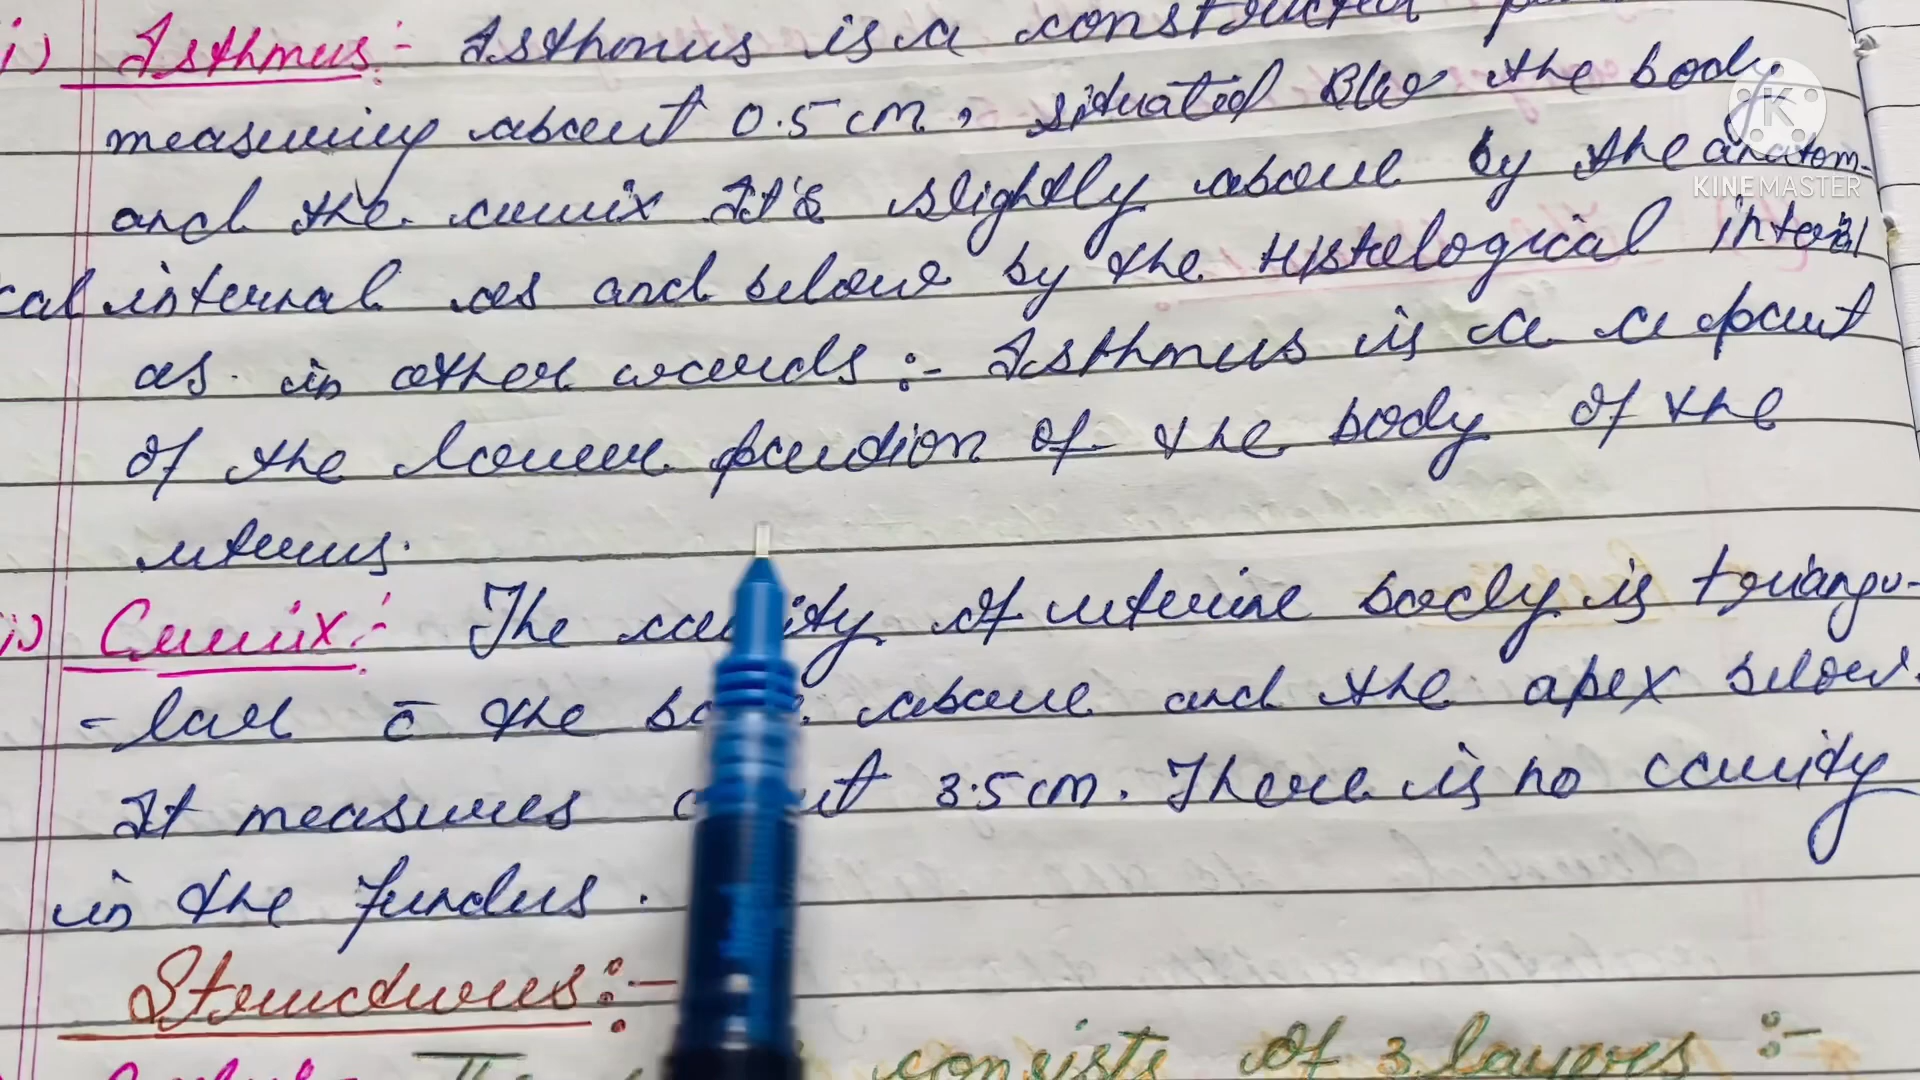 i) Isthmus:- Isthmus is a constructed
measuring about 0.5 cm, situated B/w the body
and the cervix It's slightly above by the anatom-
cal internal os and below by the Histological internal
os. in other words:- Isthmus is a a part
of the lower portion of the body of the
uterus.
Cervix:- The cavity of uterine body is triangu-
-lar c̄ the base above and the apex below.
It measures about 3.5 cm. There is no cavity
in the fundus.
Structures:-
consists of 3 layers :-
KINEMASTER